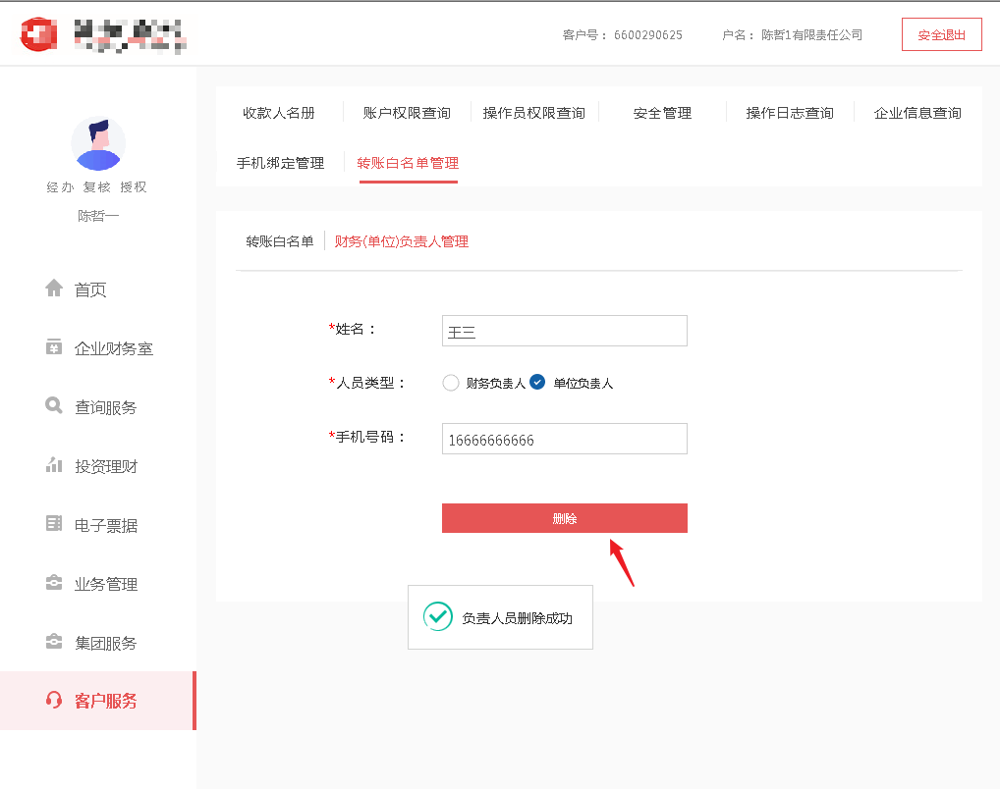 客户号： 6600290625 户名： 陈哲1有限责任公司 安全退出
收款人名册 账户权限查询 操作员权限查询 安全管理 操作日志查询 企业信息查询
手机绑定管理 转账白名单管理
经办 复核 授权
陈哲一
首页
企业财务室
查询服务
投资理财
电子票据
业务管理
集团服务
客户服务
转账白名单 财务(单位)负责人管理
*姓名： 王三
*人员类型： 财务负责人 单位负责人
*手机号码： 16666666666
删除
负责人员删除成功